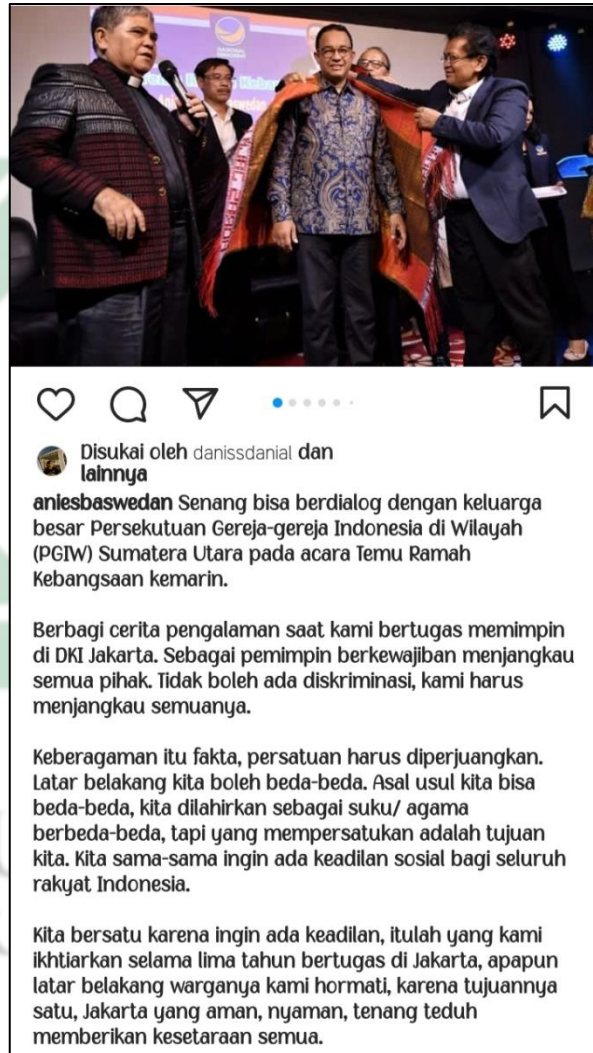 NASIONAL
DEMOKRAT
Disukai oleh danissdanial dan
lainnya
aniesbaswedan Senang bisa berdialog dengan keluarga
besar Persekutuan Gereja-gereja Indonesia di Wilayah
(PGIW) Sumatera Utara pada acara Temu Ramah
Kebangsaan kemarin.
Berbagi cerita pengalaman saat kami bertugas memimpin
di DKI Jakarta. Sebagai pemimpin berkewajiban menjangkau
semua pihak. Tidak boleh ada diskriminasi, kami harus
menjangkau semuanya.
Keberagaman itu fakta, persatuan harus diperjuangkan.
Latar belakang kita boleh beda-beda. Asal usul kita bisa
beda-beda, kita dilahirkan sebagai suku/ agama
berbeda-beda, tapi yang mempersatukan adalah tujuan
kita. Kita sama-sama ingin ada keadilan sosial bagi seluruh
rakyat Indonesia.
Kita bersatu karena ingin ada keadilan, itulah yang kami
ikhtiarkan selama lima tahun bertugas di Jakarta, apapun
latar belakang warganya kami hormati, karena tujuannya
satu, Jakarta yang aman, nyaman, tenang teduh
memberikan kesetaraan semua.